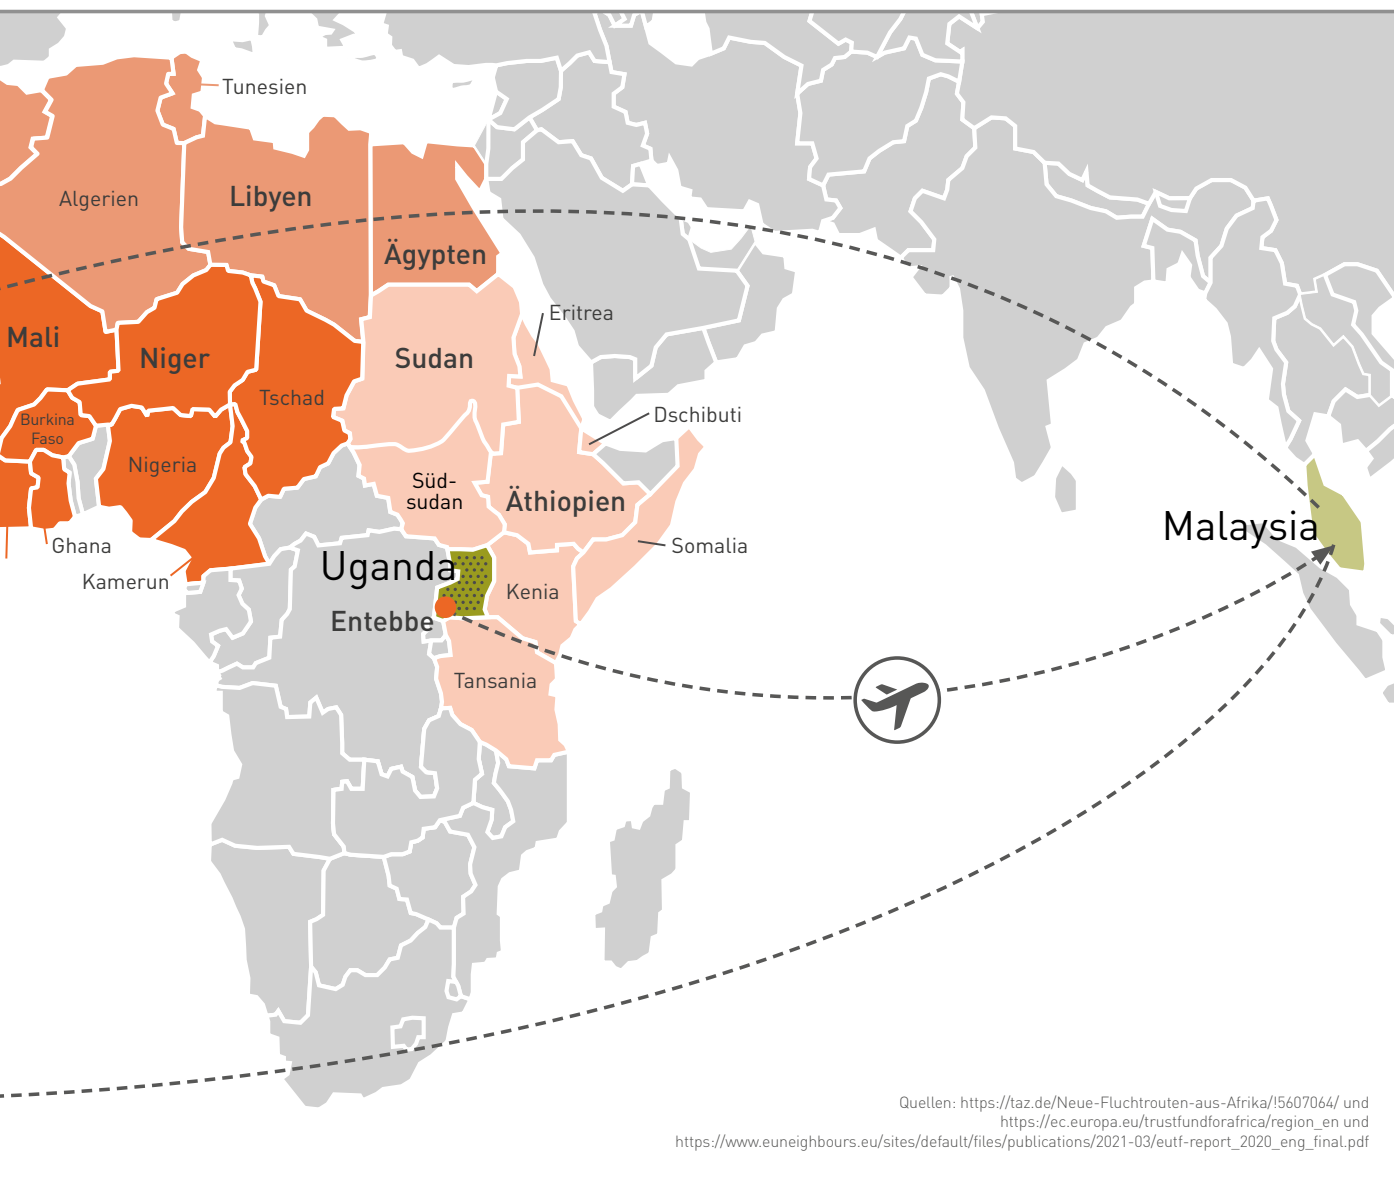 Tunesien
Algerien
Libyen
Ägypten
Eritrea
Mali
Niger
Sudan
Tschad
Dschibuti
Burkina
Faso
Nigeria
Süd-
sudan
Äthiopien
Malaysia
Ghana
Somalia
Kamerun
Uganda
Kenia
Entebbe
Tansania
Quellen: https://taz.de/Neue-Fluchtrouten-aus-Afrika/!5607064/ und
https://ec.europa.eu/trustfundforafrica/region_en und
https://www.euneighbours.eu/sites/default/files/publications/2021-03/eutf-report_2020_eng_final.pdf